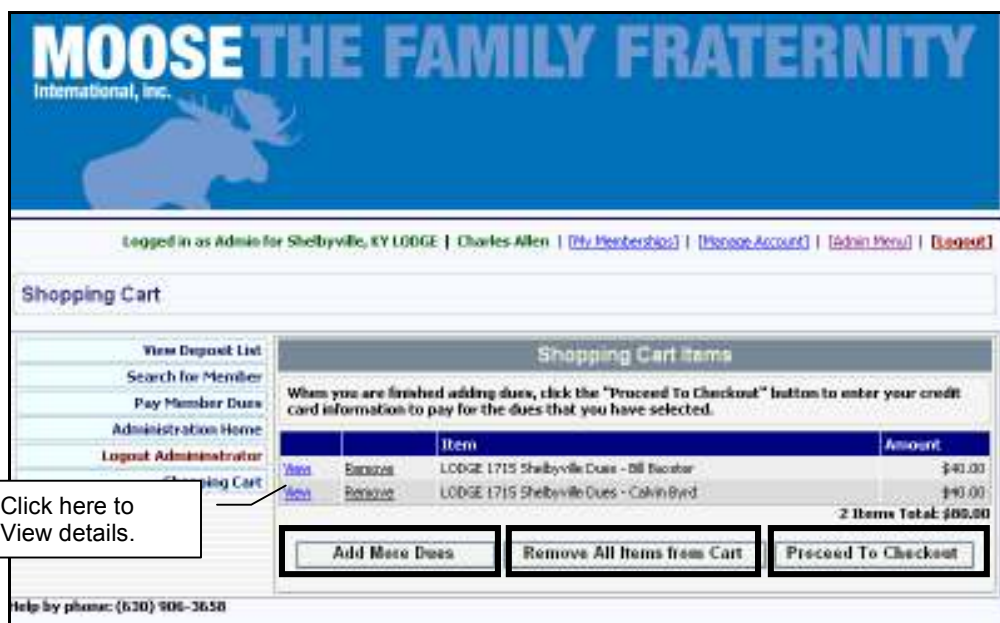 MOOSE THE FAMILY FRATERNITY
International, inc.
Logged in as Admin for Shelbyville, KY LODGE | Charles Allen | [My Memberships] | [Manage Account] | [Admin Menu] | [Logout]
Shopping Cart
View Deposit List
Search for Member
Pay Member Dues
Administration Home
Logout Administrator
Shopping Cart
Click here to
View details.
Shopping Cart Items
When you are finished adding dues, click the "Proceed To Checkout" button to enter your credit
card information to pay for the dues that you have selected.
Item Amount
View Remove LODGE 1715 Shelbyville Dues - Bill $40.00
View Remove LODGE 1715 Shelbyville Dues - Calvin Byrd $40.00
2 Items Total: $80.00
Add More Dues Remove All Items from Cart Proceed To Checkout
Help by phone: (630) 906-3658